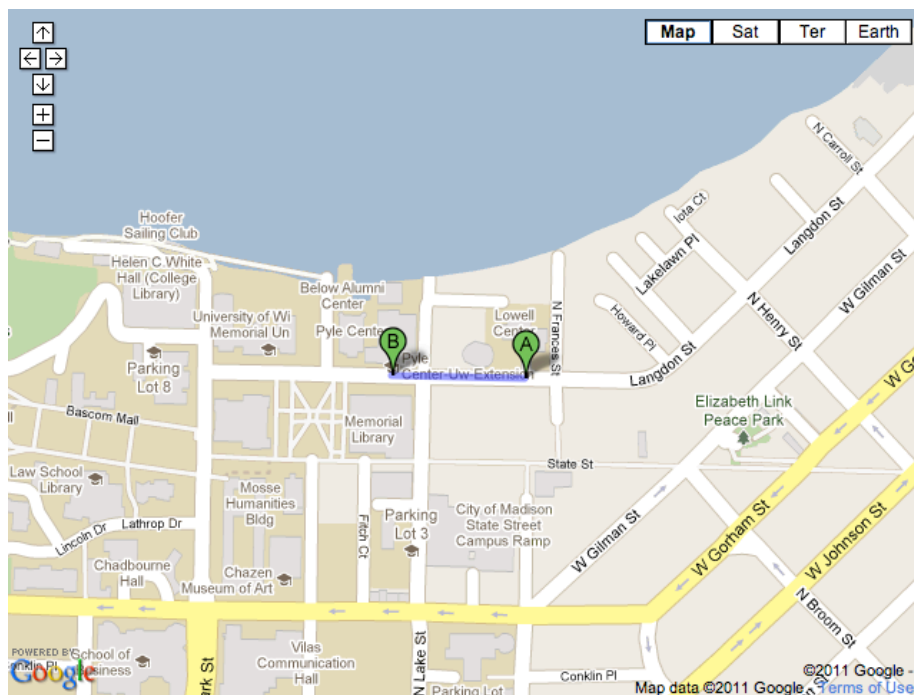 Map
Sat
Ter
Earth
N Carroll St
Hoofer
Sailing Club
Helen C.White
Hall (College
Library)
Iota Ct
Langdon St
Lakelawn Pl
W Gilman St
Below Alumni
Center
University of Wi
Memorial Un
Pyle Center
Lowell
Center
N Frances St
Howard Pl
N Henry St
B
A
Pyle
Center-Uw-Extension
Parking
Lot 8
Langdon St
Elizabeth Link
Peace Park
Bascom Mall
Memorial
Library
State St
Law School
Library
Mosse
Humanities
Bldg
City of Madison
State Street
Campus Ramp
Parking
Lot 3
Fitch Ct
Lathrop Dr
Lincoln Dr
W Gilman St
W Gorham St
W Johnson St
Chadbourne
Hall
Chazen
Museum of Art
N Broom St
N Lake St
Vilas
Communication
Hall
School of
Business
Conklin Pl
Parking Lot
POWERED BY
Google
©2011 Google -
Map data ©2011 Google - Terms of Us